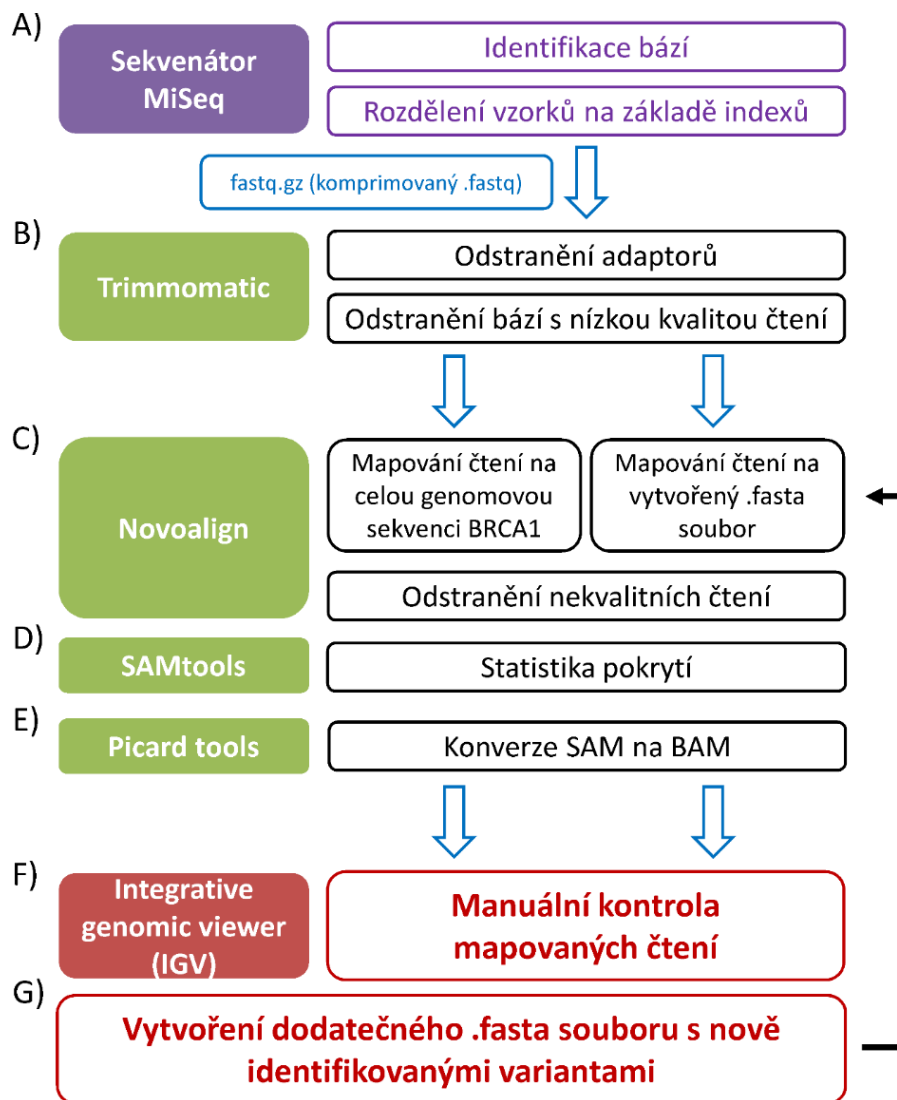 A)
Sekvenátor
MiSeq
Identifikace bází
Rozdělení vzorků na základě indexů
fastq.gz (komprimovaný .fastq)
B)
Trimmomatic
Odstranění adaptorů
Odstranění bází s nízkou kvalitou čtení
C)
Novoalign
Mapování čtení na
celou genomovou
sekvenci BRCA1
Mapování čtení na
vytvořený .fasta
soubor
Odstranění nekvalitních čtení
D)
SAMtools
Statistika pokrytí
E)
Picard tools
Konverze SAM na BAM
F)
Integrative
genomic viewer
(IGV)
Manuální kontrola
mapovaných čtení
G)
Vytvoření dodatečného .fasta souboru s nově
identifikovanými variantami